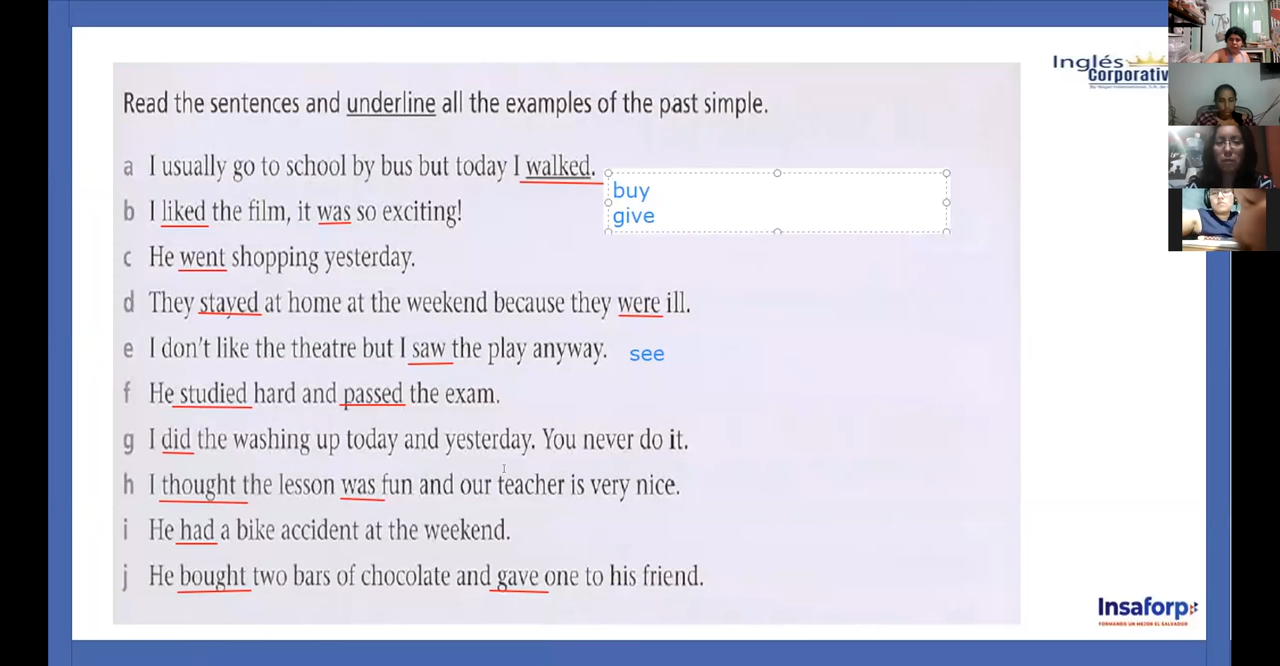 Inglés
Corporativ
Read the sentences and underline all the examples of the past simple.
a I usually go to school by bus but today I walked.
buy
give
b I liked the film, it was so exciting!
c He went shopping yesterday.
d They stayed at home at the weekend because they were ill.
e I don't like the theatre but I saw the play anyway. see
f He studied hard and passed the exam.
g I did the washing up today and yesterday. You never do it.
h I thought the lesson was fun and our teacher is very nice.
i He had a bike accident at the weekend.
j He bought two bars of chocolate and gave one to his friend.
Insaforp
FORMANDO UN MEJOR EL SALVADOR